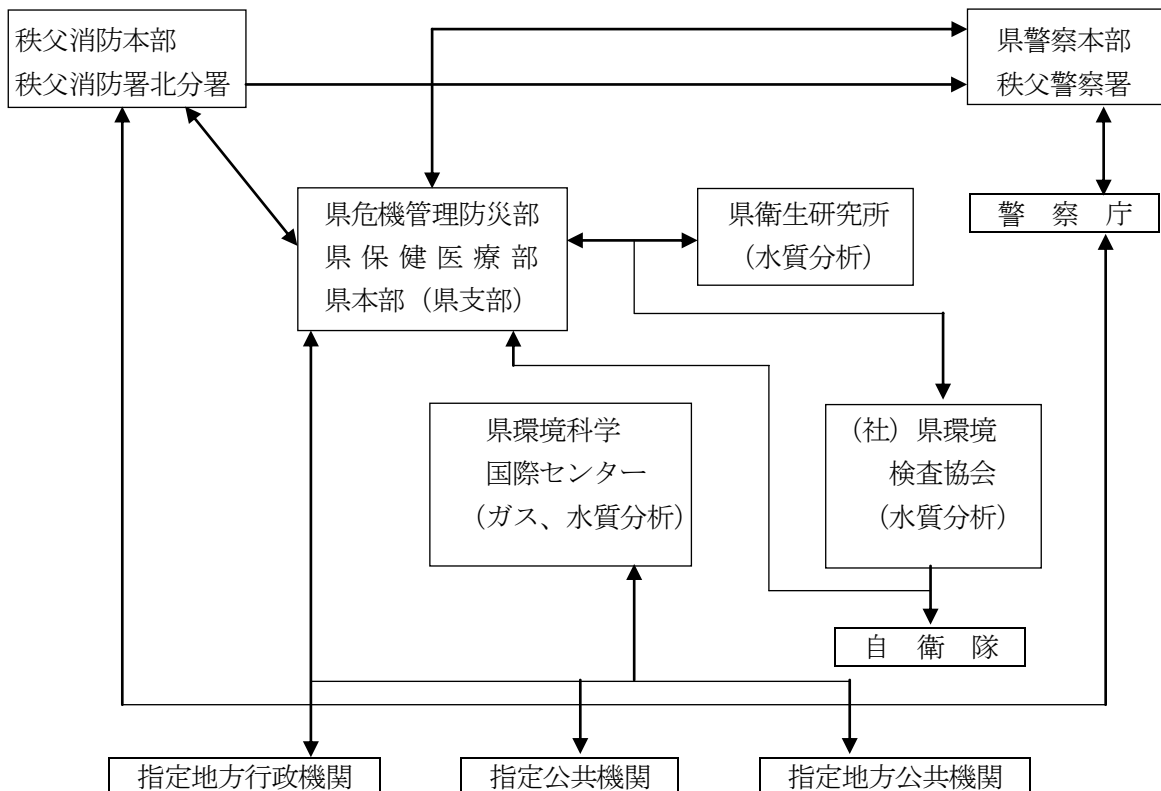 秩父消防本部
秩父消防署北分署
県警察本部
秩父警察署
警 察 庁
県危機管理防災部
県 保 健 医 療 部
県本部（県支部）
県衛生研究所
（水質分析）
県環境科学
国際センター
（ガス、水質分析）
（社）県環境
検査協会
（水質分析）
自 衛 隊
指定地方行政機関
指定公共機関
指定地方公共機関